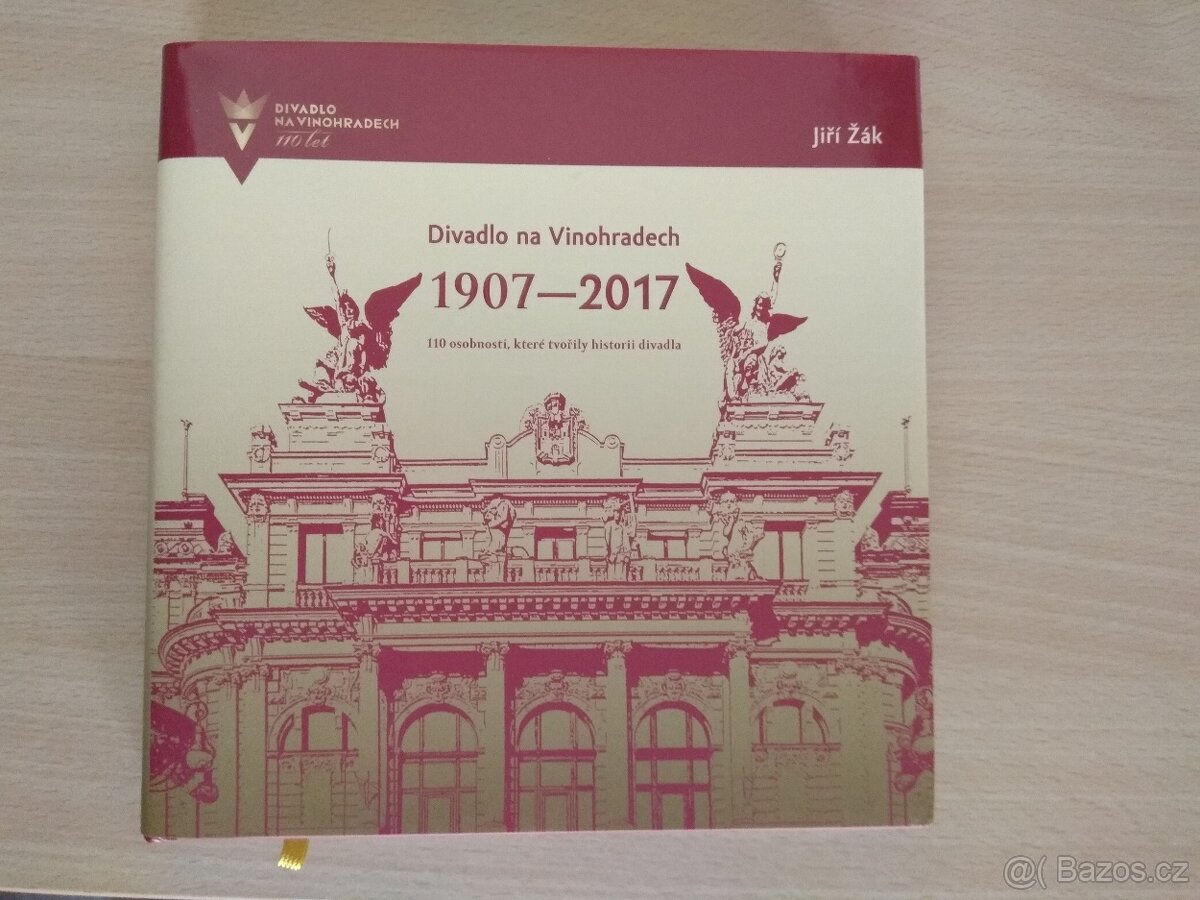 DIVADLO
NA VINOHRADECH
110 let
Jiří Žák
Divadlo na Vinohradech
1907—2017
110 osobností, které tvořily historii divadla
@( Bazos.cz